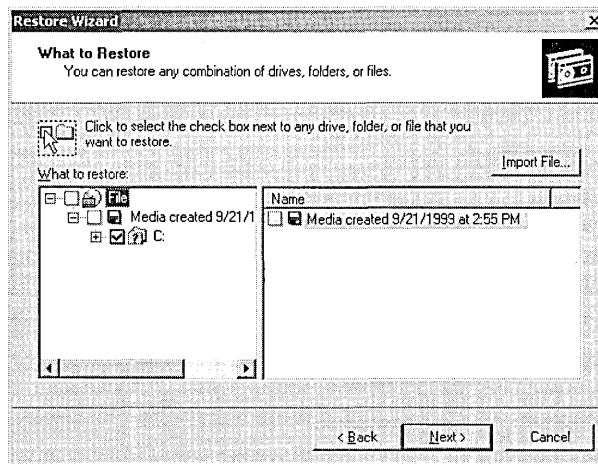 Restore Wizard
What to Restore
You can restore any combination of drives, folders, or files.
Click to select the check box next to any drive, folder, or file that you
want to restore.
Import File...
What to restore:
File
Media created 9/21/1
C:
Name
Media created 9/21/1999 at 2:55 PM
< Back
Next >
Cancel